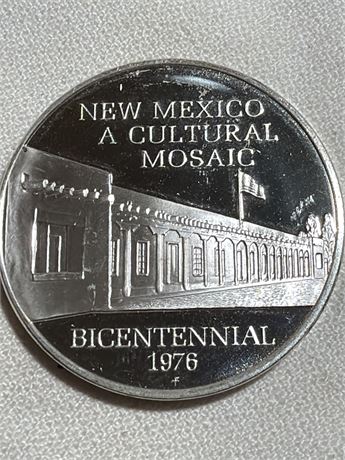 NEW MEXICO
A CULTURAL
MOSAIC
BICENTENNIAL
1976